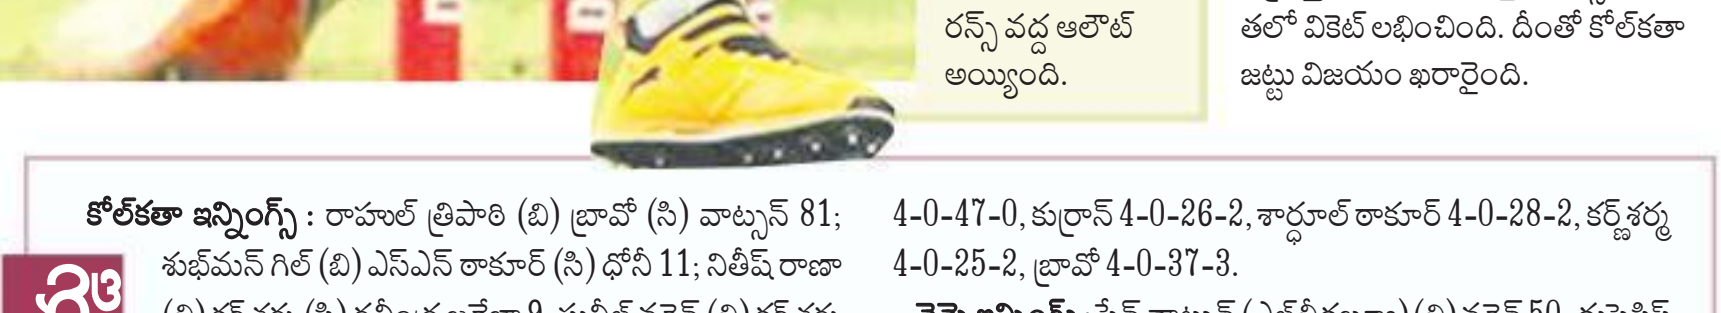 రన్స్ వద్ద ఆలౌట్
అయ్యింది.
తలో వికెట్ లభించింది. దీంతో కోల్‌కతా
జట్టు విజయం ఖరారైంది.
కోల్‌కతా ఇన్నింగ్స్ : రాహుల్ త్రిపాఠి (బి) బ్రావో (సి) వాట్సన్ 81;
శుభ్‌మన్ గిల్ (బి) ఎస్ఎన్ ఠాకూర్ (సి) ధోనీ 11; నితీష్ రాణా
4-0-47-0, కుర్రాన్ 4-0-26-2, శార్ధూల్ ఠాకూర్ 4-0-28-2, కర్ణ్‌శర్మ
4-0-25-2, బ్రావో 4-0-37-3.